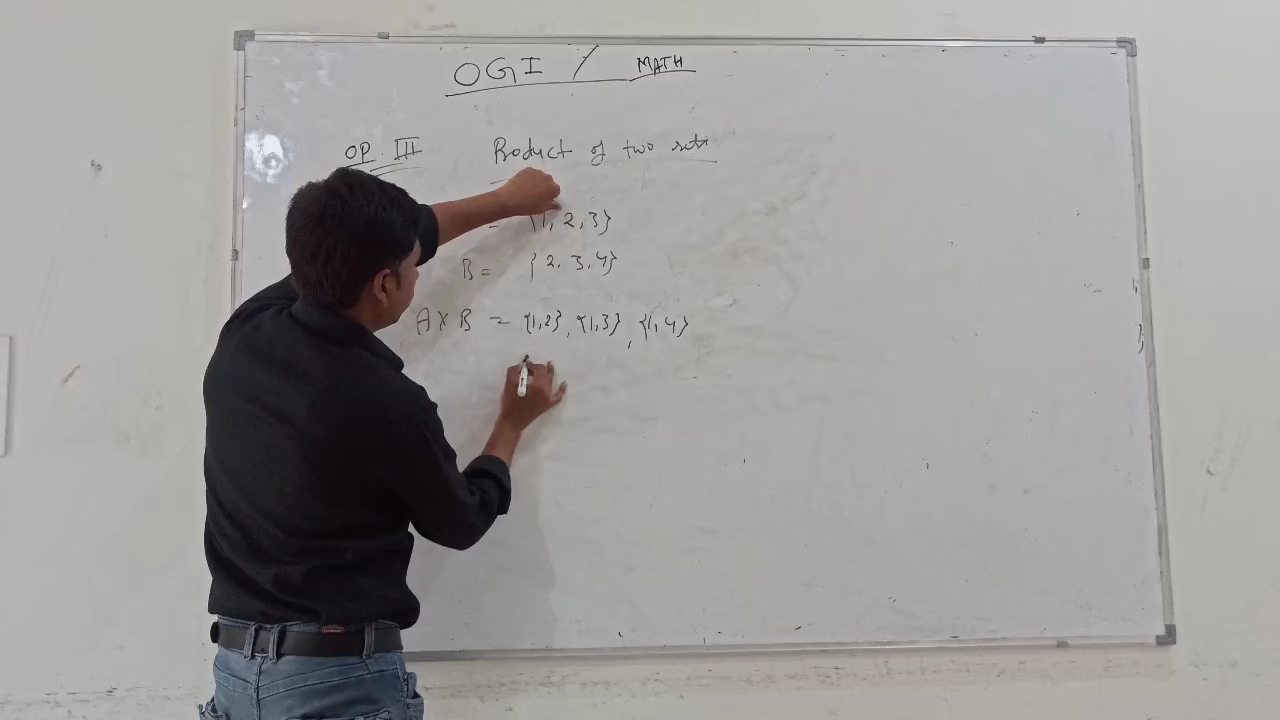 OGI / MATH
OP. III Product of two sets
= {1, 2, 3}
B = { 2, 3, 4}
A X B = {1,2}, {1,3}, {1,4}